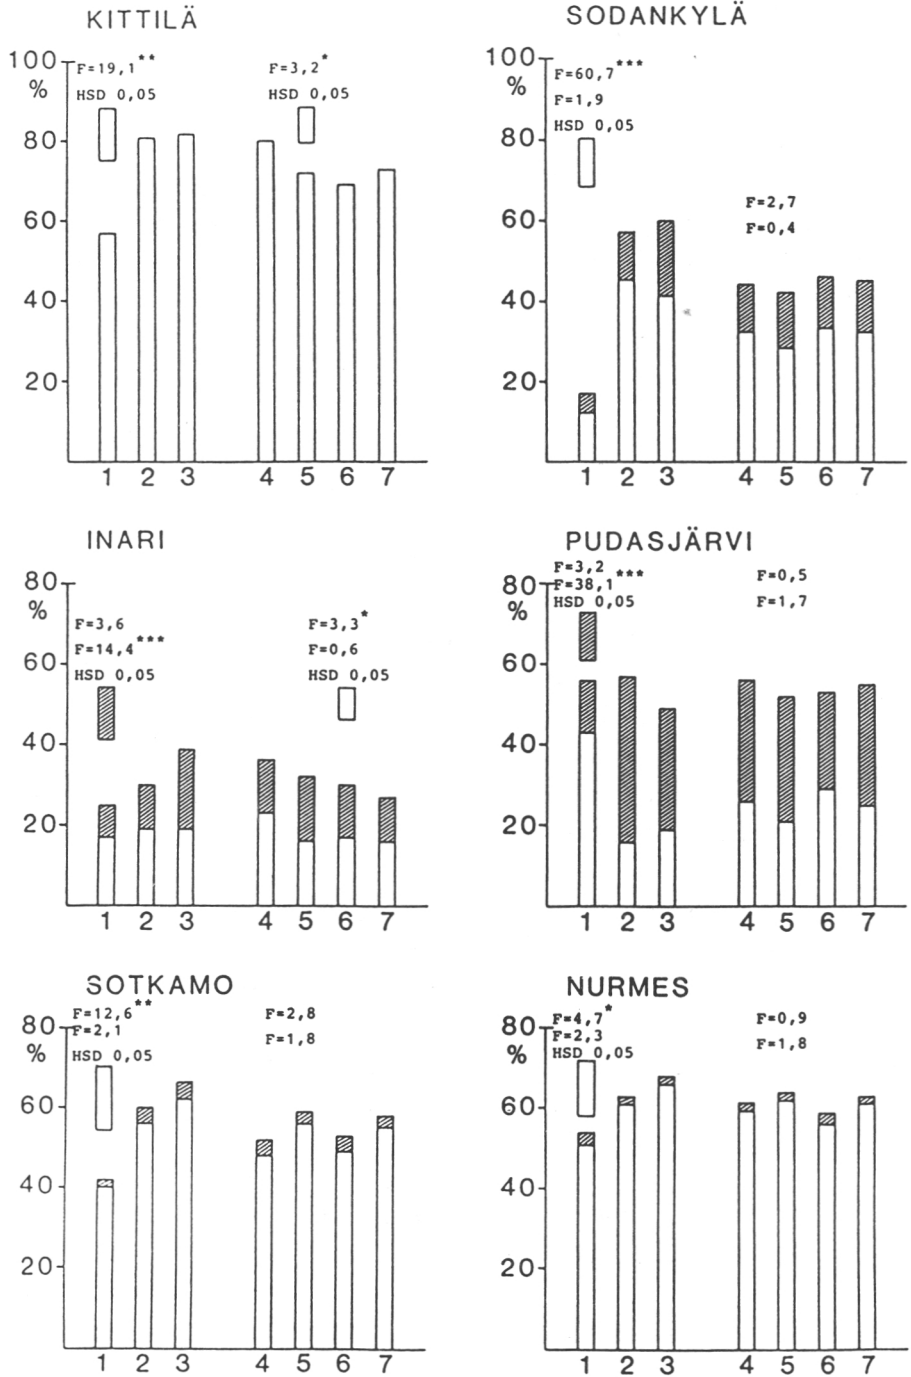 KITTILÄ
100
%
F=19,1**
HSD 0,05
F=3,2*
HSD 0,05
80
60
40
20
1 2 3 4 5 6 7
SODANKYLÄ
100
%
F=60,7***
F=1,9
HSD 0,05
80
60
F=2,7
F=0,4
40
20
1 2 3 4 5 6 7
INARI
80
%
F=3,6
F=14,4***
HSD 0,05
F=3,3*
F=0,6
HSD 0,05
60
40
20
1 2 3 4 5 6 7
PUDASJÄRVI
80
%
F=3,2
F=38,1***
HSD 0,05
F=0,5
F=1,7
60
40
20
1 2 3 4 5 6 7
SOTKAMO
80
%
F=12,6**
F=2,1
HSD 0,05
F=2,8
F=1,8
60
40
20
1 2 3 4 5 6 7
NURMES
80
%
F=4,7*
F=2,3
HSD 0,05
F=0,9
F=1,8
60
40
20
1 2 3 4 5 6 7